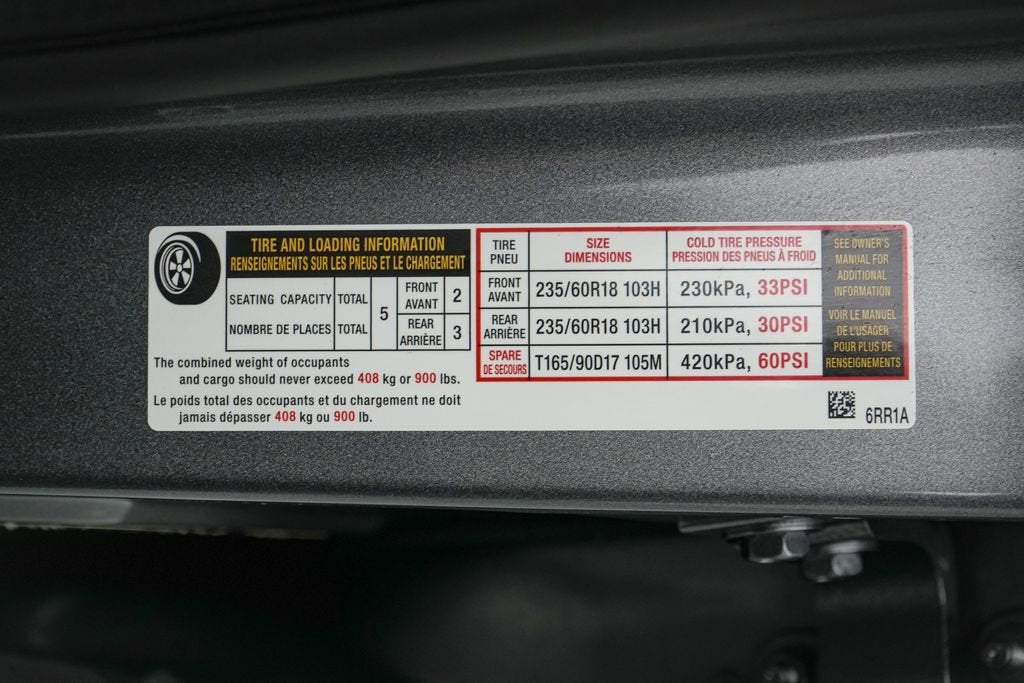 TIRE AND LOADING INFORMATION
RENSEIGNEMENTS SUR LES PNEUS ET LE CHARGEMENT
SEATING CAPACITY TOTAL
NOMBRE DE PLACES TOTAL
5
FRONT
AVANT
2
REAR
ARRIÈRE
3
The combined weight of occupants
and cargo should never exceed 408 kg or 900 lbs.
Le poids total des occupants et du chargement ne doit
jamais dépasser 408 kg ou 900 lb.
TIRE
PNEU
SIZE
DIMENSIONS
COLD TIRE PRESSURE
PRESSION DES PNEUS À FROID
FRONT
AVANT
235/60R18 103H
230kPa, 33PSI
REAR
ARRIÈRE
235/60R18 103H
210kPa, 30PSI
SPARE
DE SECOURS
T165/90D17 105M
420kPa, 60PSI
SEE OWNER'S
MANUAL FOR
ADDITIONAL
INFORMATION
VOIR LE MANUEL
DE L'USAGER
POUR PLUS DE
RENSEIGNEMENTS
6RR1A